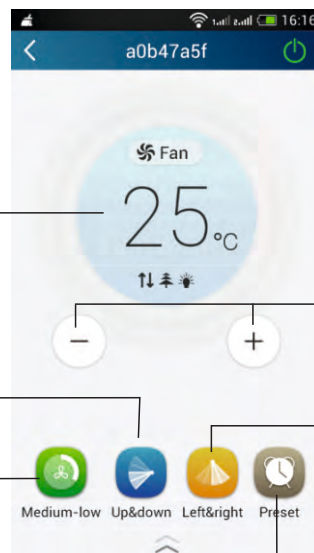 16:16
a0b47a5f
Fan
25°C
− +
Medium-low Up&down Left&right Preset